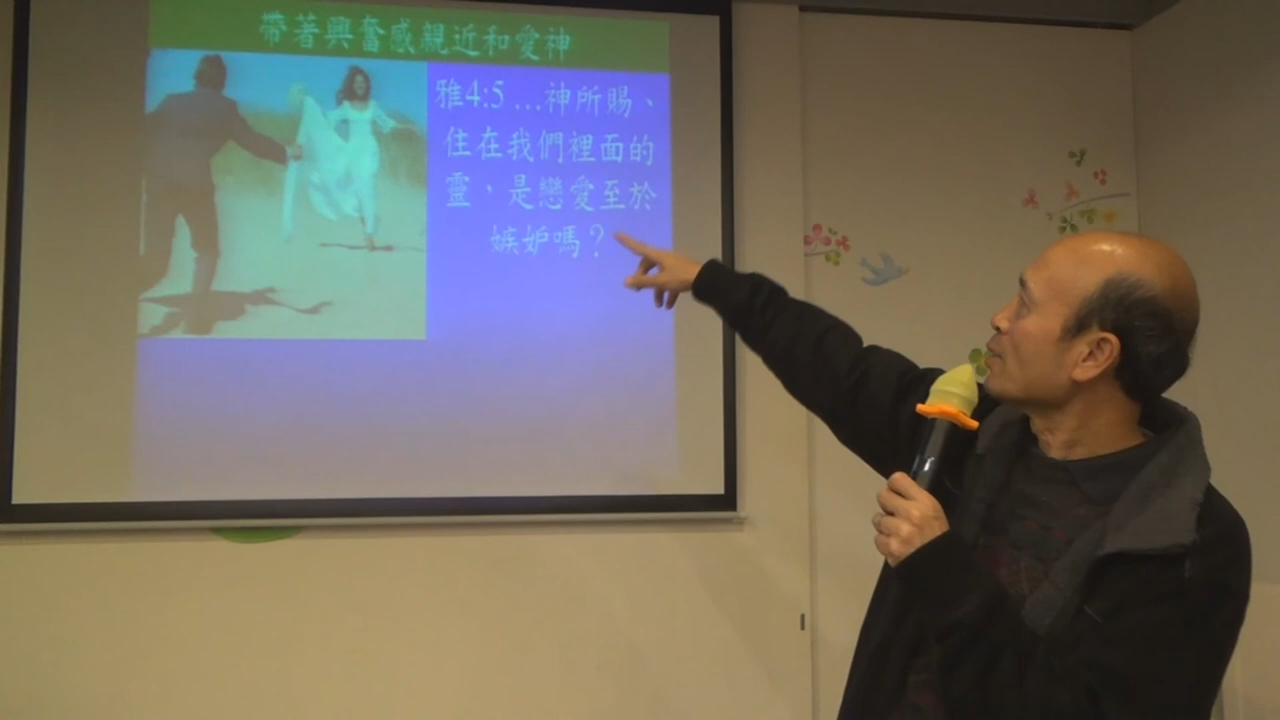 帶著興奮感親近和愛神
雅4:5 …神所賜、
住在我們裡面的
靈、是戀愛至於
嫉妒嗎？